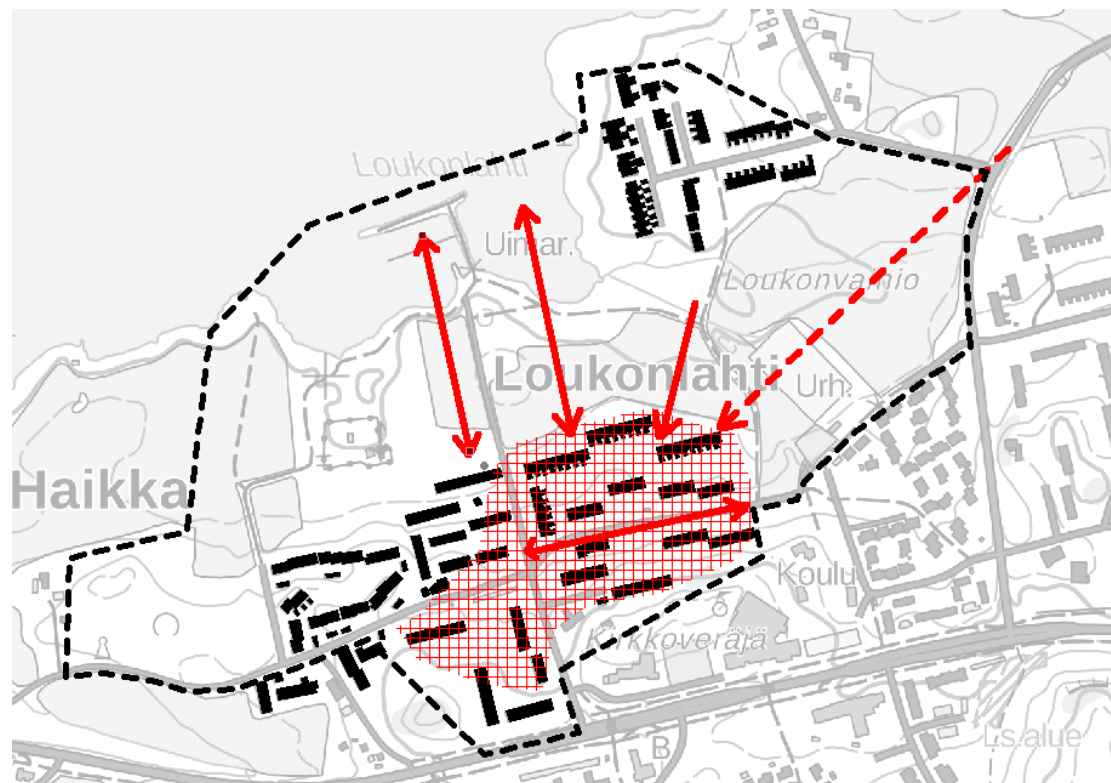 Loukonlahti
Uimar.
Loukonvainio
Loukonlahti
Urh.
Haikka
Koulu
Kirkkoveräjä
B
Ls.alue